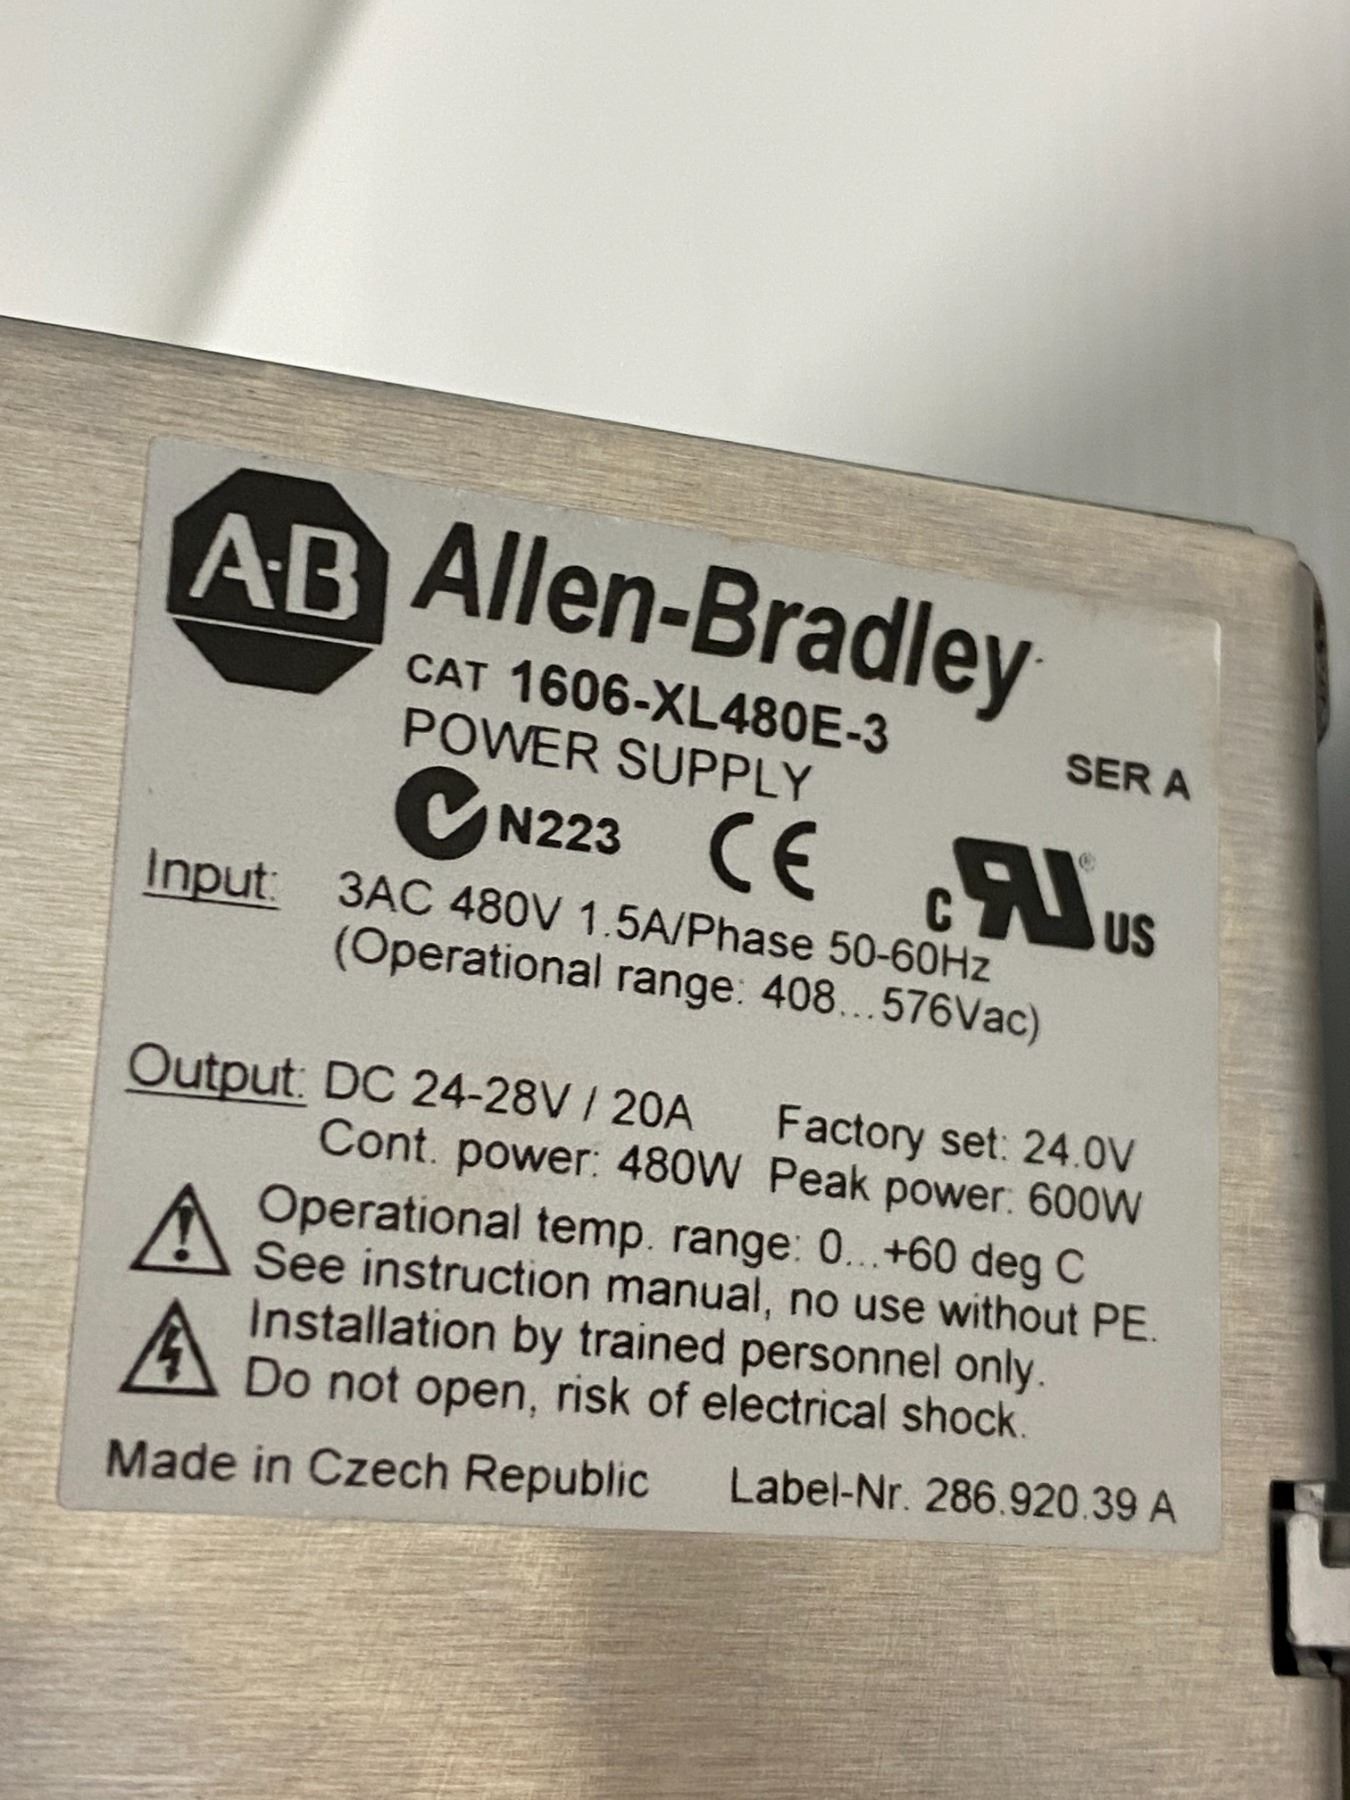 A-B Allen-Bradley
CAT 1606-XL480E-3
POWER SUPPLY SER A
N223 CE c RU ® US
Input: 3AC 480V 1.5A/Phase 50-60Hz
(Operational range: 408...576Vac)
Output: DC 24-28V / 20A Factory set: 24.0V
Cont. power: 480W Peak power: 600W
Operational temp. range: 0...+60 deg C
See instruction manual, no use without PE.
Installation by trained personnel only.
Do not open, risk of electrical shock.
Made in Czech Republic Label-Nr. 286.920.39 A